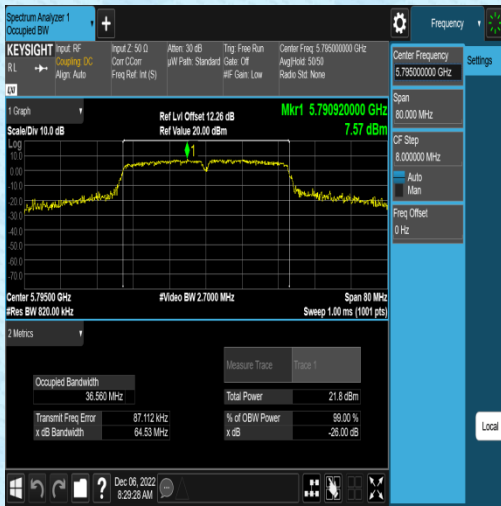 Spectrum Analyzer 1
Occupied BW
Frequency
KEYSIGHT
RL
LXI
Input: RF
Coupling: DC
Align: Auto
Input Z: 50 Ω
Corr CCorr
Freq Ref: Int (S)
Atten: 30 dB
µW Path: Standard
Trig: Free Run
Gate: Off
#IF Gain: Low
Center Freq: 5.795000000 GHz
Avg|Hold: 50/50
Radio Std: None
Center Frequency
5.795000000 GHz
Settings
Span
80.000 MHz
CF Step
8.000000 MHz
Auto
Man
Freq Offset
0 Hz
Local
1 Graph
Scale/Div 10.0 dB
Ref Lvl Offset 12.26 dB
Ref Value 20.00 dBm
Mkr1 5.790920000 GHz
7.57 dBm
Log
10.0
0.00
-10.0
-20.0
-30.0
-40.0
-50.0
-60.0
-70.0
1
Center 5.79500 GHz
#Video BW 2.7000 MHz
Span 80 MHz
#Res BW 820.00 kHz
Sweep 1.00 ms (1001 pts)
2 Metrics
Measure Trace
Trace 1
Occupied Bandwidth
36.560 MHz
Total Power
21.8 dBm
Transmit Freq Error
87.112 kHz
% of OBW Power
99.00 %
x dB Bandwidth
64.53 MHz
x dB
-26.00 dB
?
Dec 06, 2022
8:29:28 AM